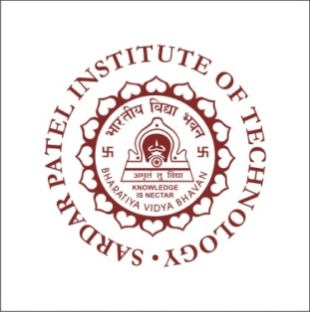 SARDAR PATEL INSTITUTE OF TECHNOLOGY •
भारतीय विद्या भवन
अमृतं तु विद्या
KNOWLEDGE
IS NECTAR
BHARATIYA VIDYA BHAVAN